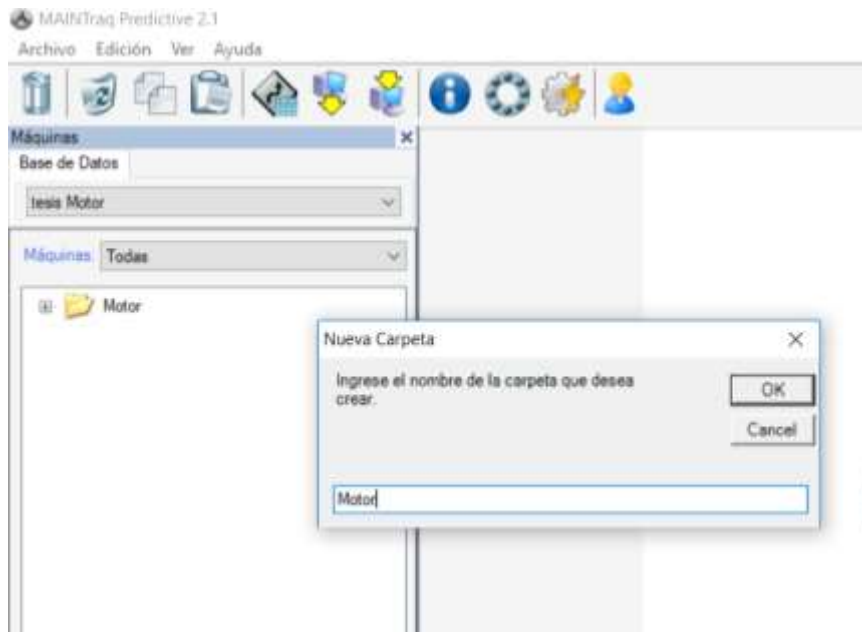 MAINTraq Predictive 2.1
Archivo Edición Ver Ayuda
Máquinas
Base de Datos
tesis Motor
Máquinas: Todas
Motor
Nueva Carpeta
Ingrese el nombre de la carpeta que desea
crear.
OK
Cancel
Motor